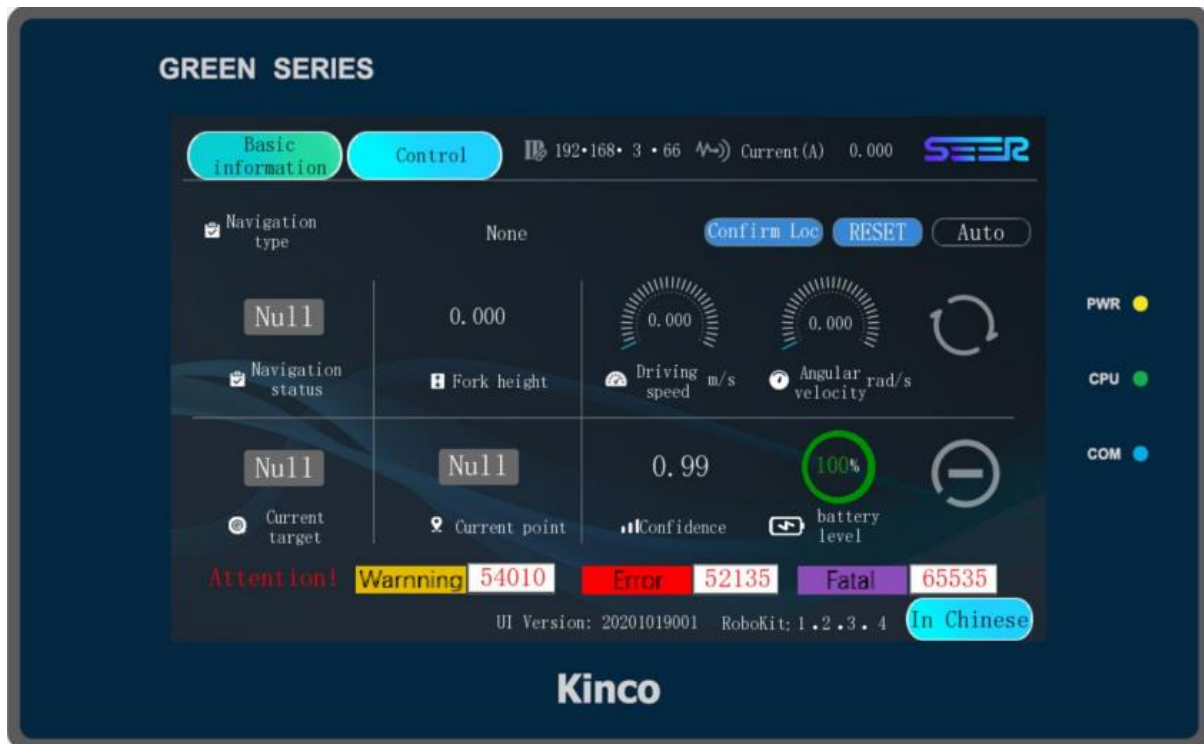 GREEN SERIES
Basic information
Control
192•168• 3 • 66
Current(A) 0.000
SEER
Navigation type
None
Confirm Loc
RESET
Auto
Null
0.000
0.000
0.000
Navigation status
Fork height
Driving speed m/s
Angular velocity rad/s
PWR
CPU
COM
Null
Null
0.99
100%
Current target
Current point
Confidence
battery level
Attention!
Warnning 54010
Error 52135
Fatal 65535
UI Version: 20201019001
RoboKit: 1.2.3.4
In Chinese
Kinco